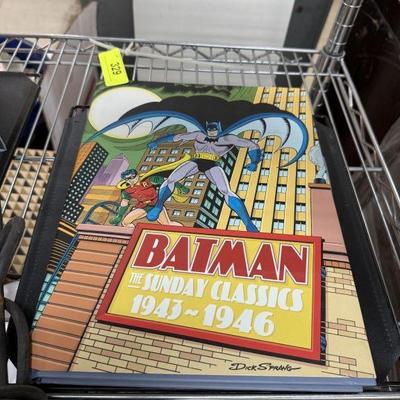 329
BATMAN
THE SUNDAY CLASSICS
1943~1946
DICK SPRANG